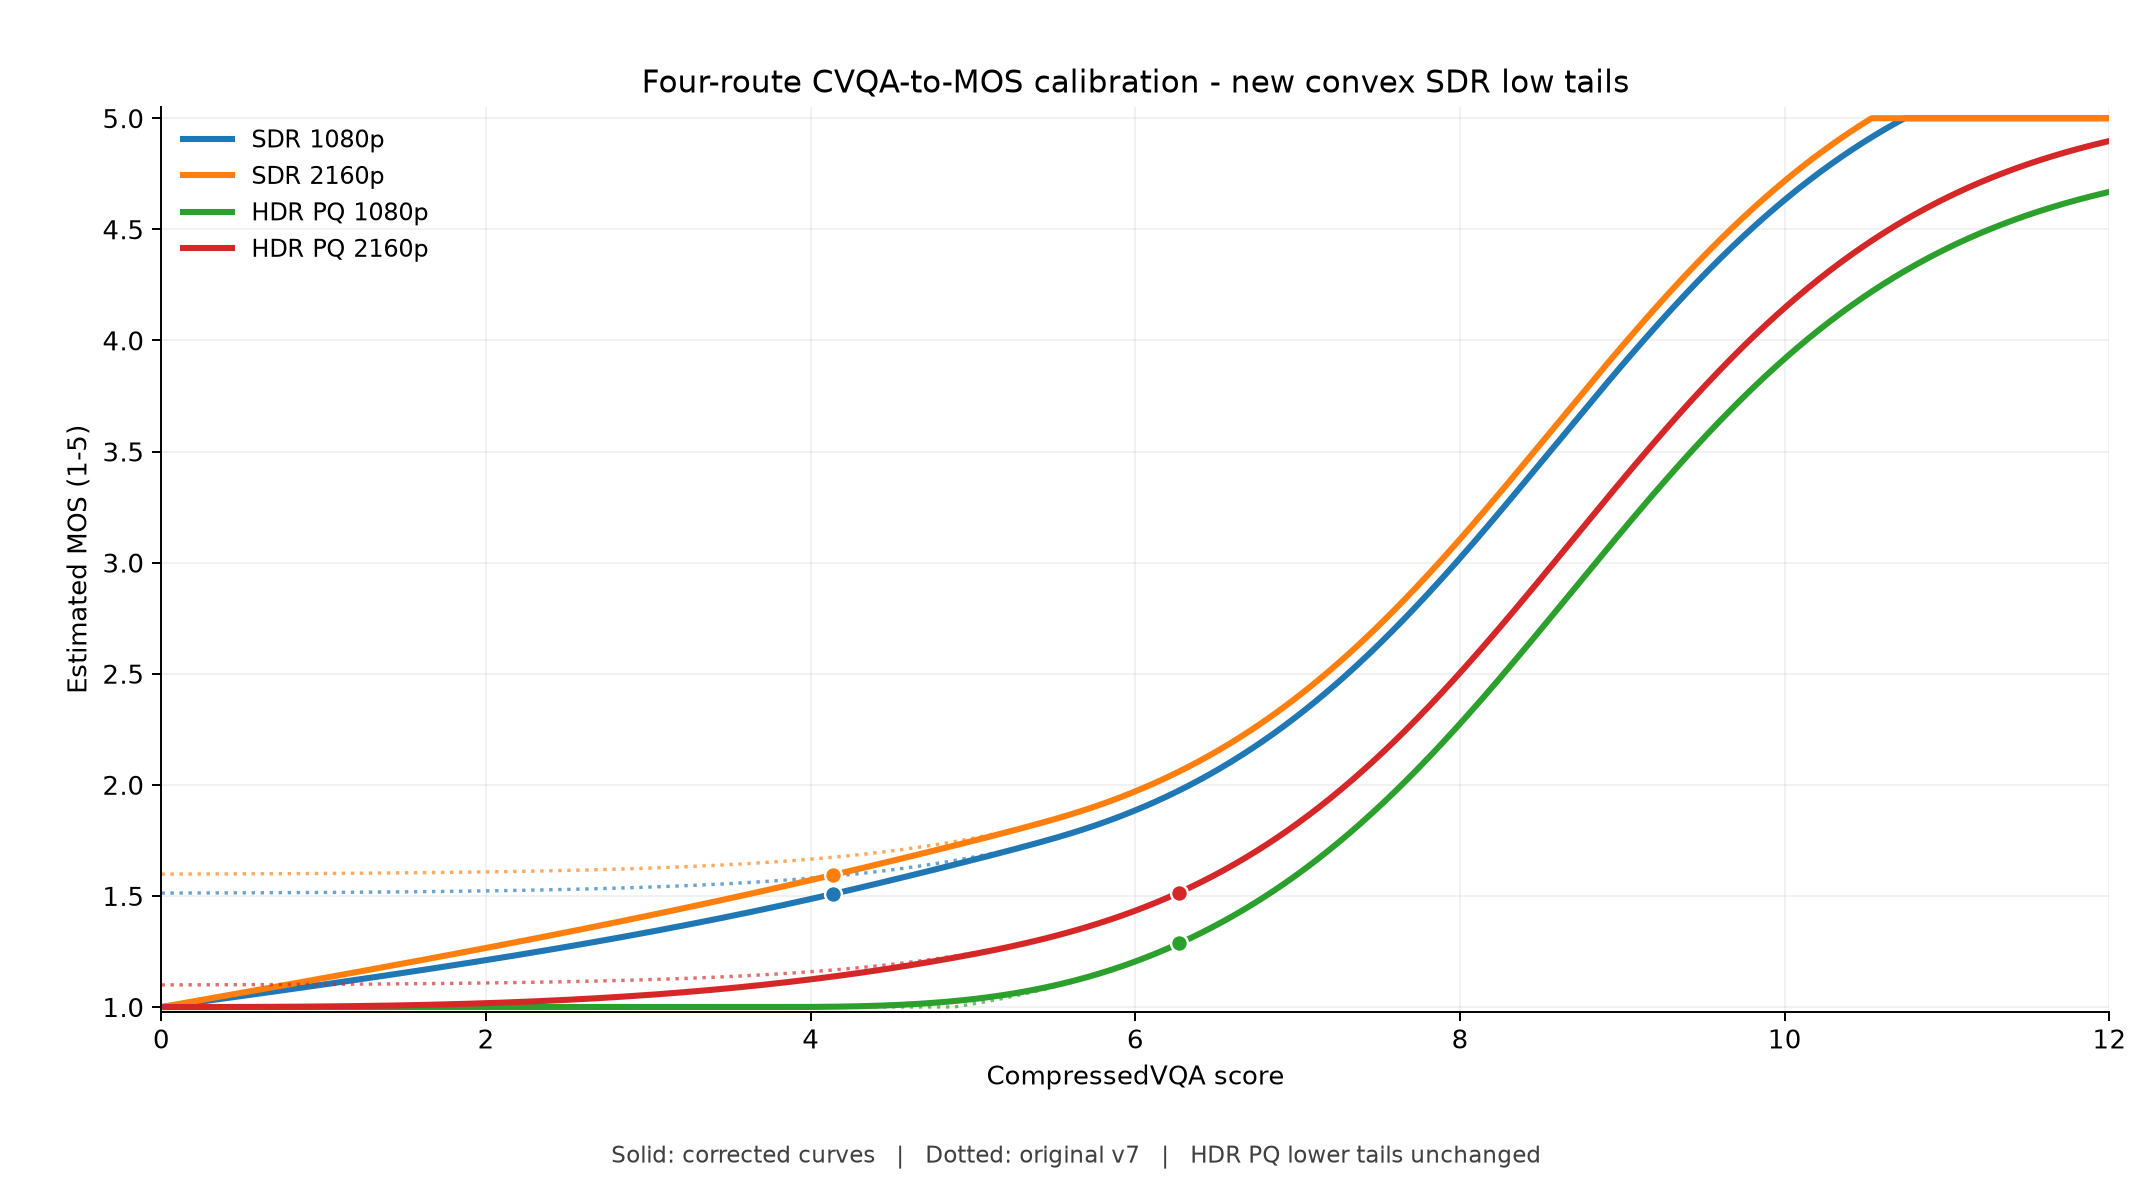 Four-route CVQA-to-MOS calibration - new convex SDR low tails
SDR 1080p
SDR 2160p
HDR PQ 1080p
HDR PQ 2160p
Estimated MOS (1-5)
5.0
4.5
4.0
3.5
3.0
2.5
2.0
1.5
1.0
0 2 4 6 8 10 12
CompressedVQA score
Solid: corrected curves | Dotted: original v7 | HDR PQ lower tails unchanged